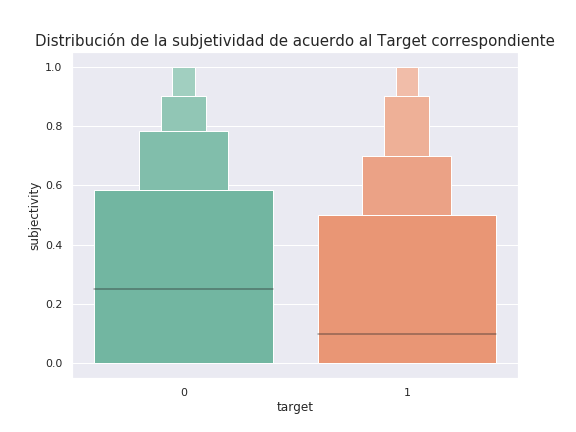 Distribución de la subjetividad de acuerdo al Target correspondiente
1.0
0.8
0.6
0.4
0.2
0.0
subjectivity
0
1
target